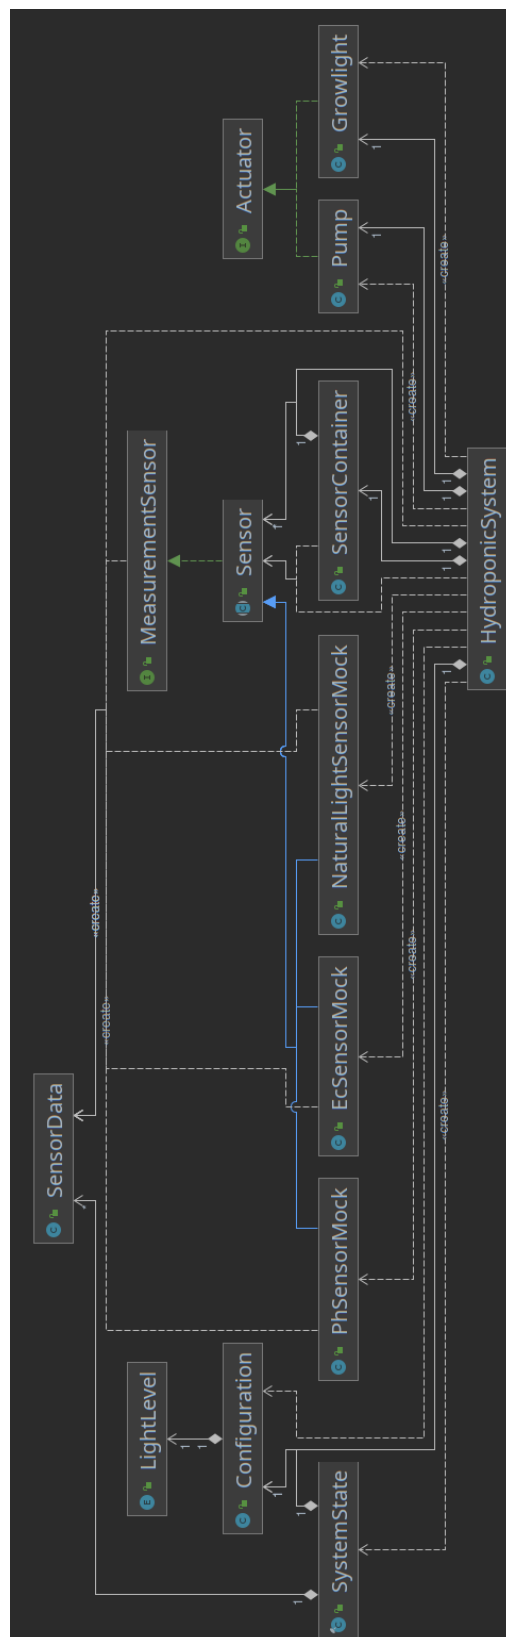 SensorData
*
«create»
«create»
LightLevel
MeasurementSensor
1
1
Configuration
Sensor
Actuator
1
1
1
1
1
SystemState
PhSensorMock
EcSensorMock
NaturalLightSensorMock
SensorContainer
Pump
Growlight
1
1
1
«create»
«create»
«create»
«create»
«create»
«create»
1
1
1
1
1
HydroponicSystem